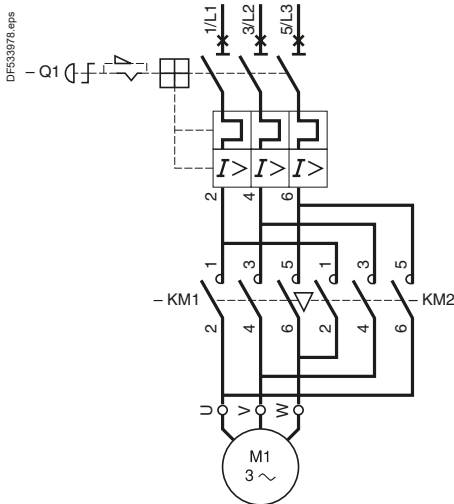 DF533978.eps
1/L1 3/L2 5/L3
– Q1
I> I> I>
2 4 6
1 3 5 1 3 5
– KM1 – KM2
2 4 6 2 4 6
U V W
M1
3 ~